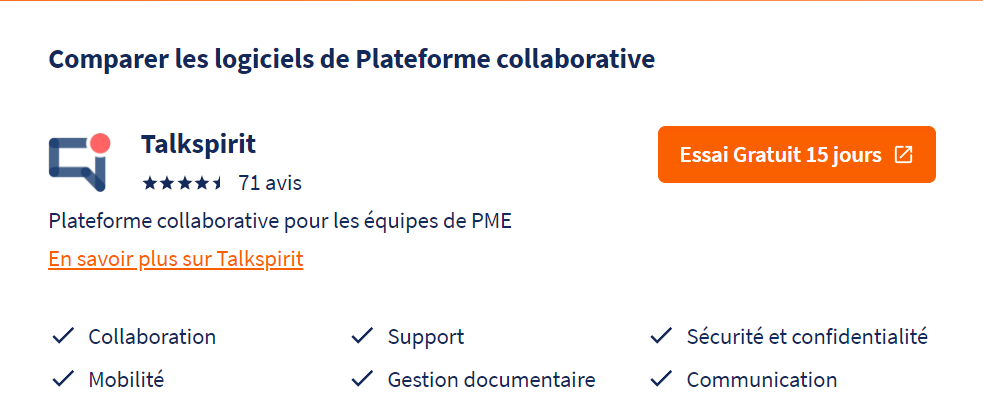 Comparer les logiciels de Plateforme collaborative
Talkspirit
71 avis
Essai Gratuit 15 jours
Plateforme collaborative pour les équipes de PME
En savoir plus sur Talkspirit
Collaboration
Support
Sécurité et confidentialité
Mobilité
Gestion documentaire
Communication